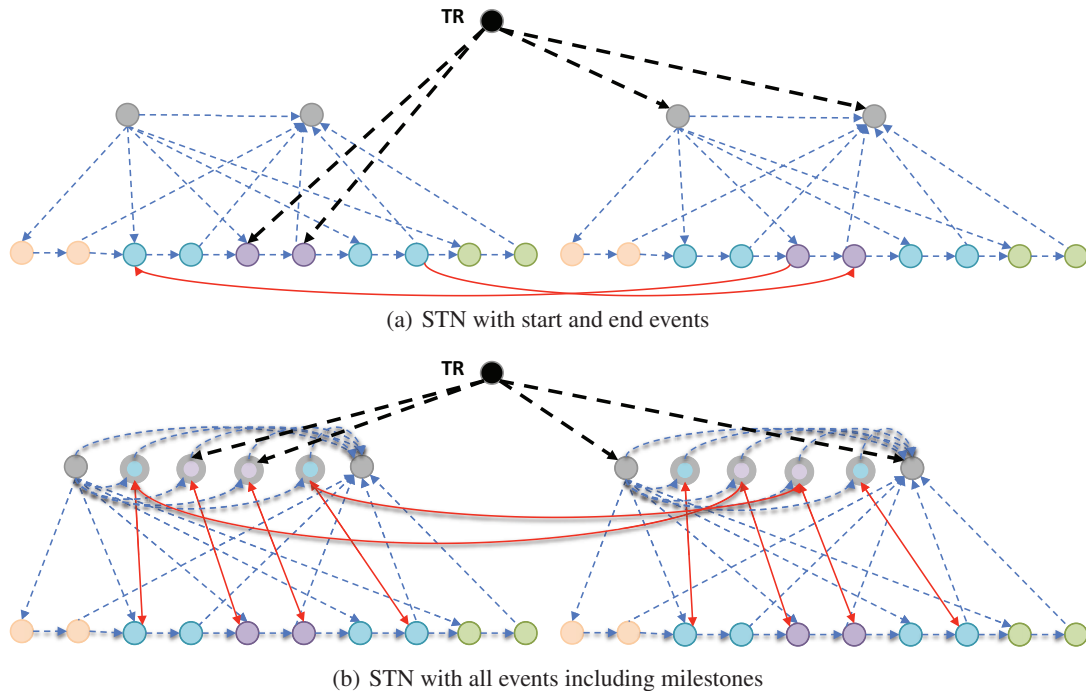 TR
(a) STN with start and end events
TR
(b) STN with all events including milestones